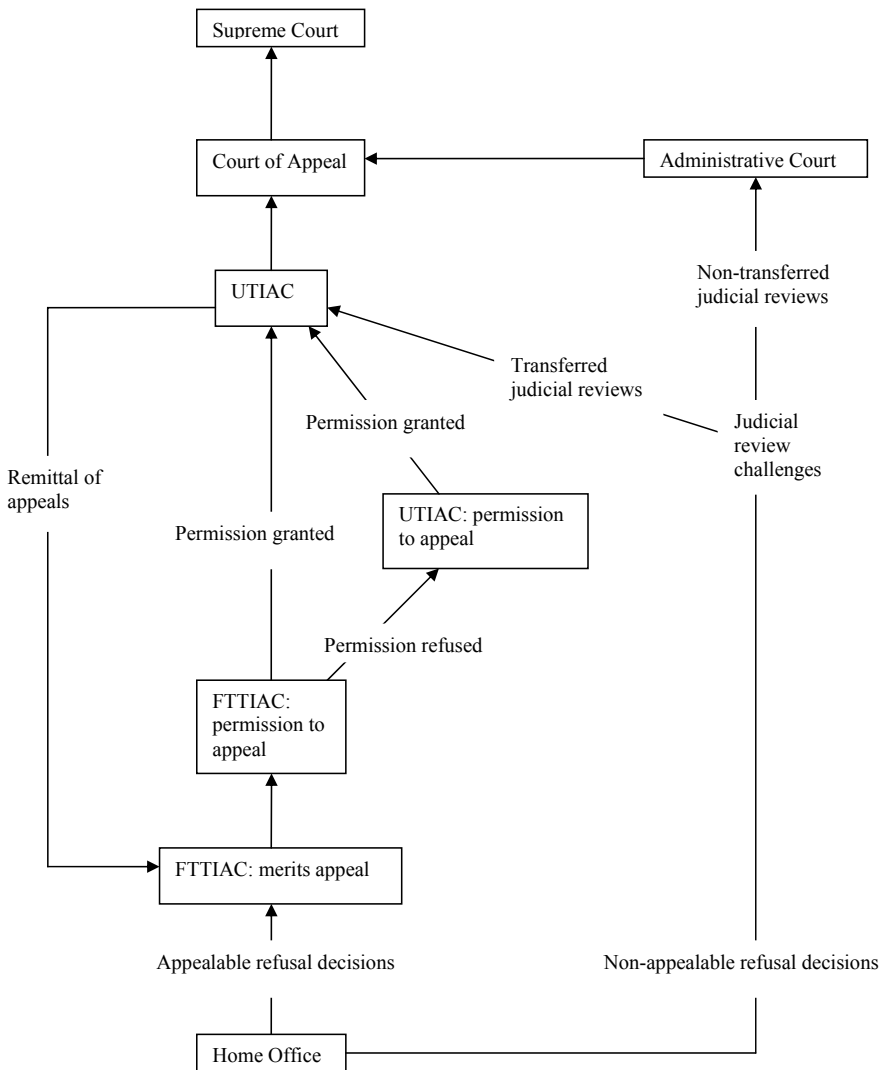 Supreme Court
Court of Appeal
Administrative Court
Non-transferred
judicial reviews
UTIAC
Transferred
judicial reviews
Permission granted
Judicial
review
challenges
Remittal of
appeals
UTIAC: permission
to appeal
Permission granted
Permission refused
FTTIAC:
permission to
appeal
FTTIAC: merits appeal
Appealable refusal decisions
Non-appealable refusal decisions
Home Office